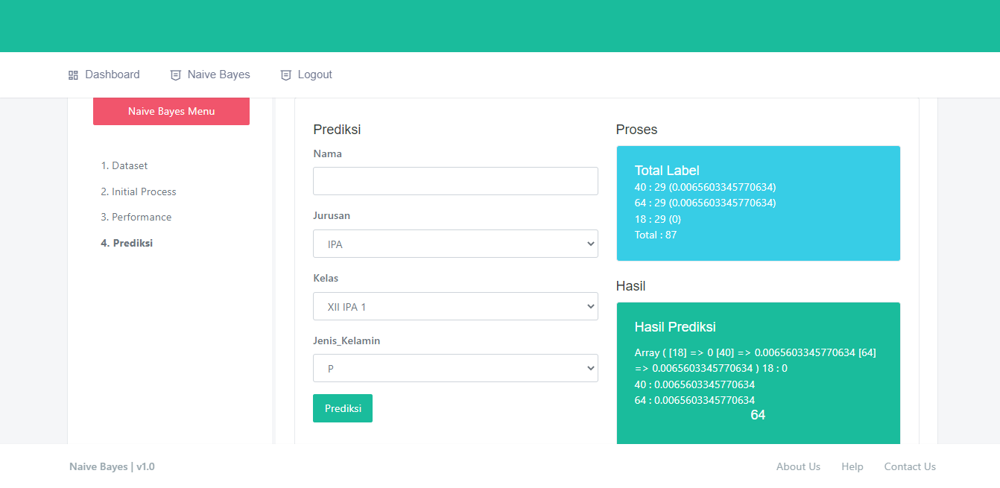 Dashboard
Naive Bayes
Logout
Naive Bayes Menu
1. Dataset
2. Initial Process
3. Performance
4. Prediksi
Prediksi
Nama
Jurusan
IPA
Kelas
XII IPA 1
Jenis_Kelamin
P
Prediksi
Proses
Total Label
40 : 29 (0.0065603345770634)
64 : 29 (0.0065603345770634)
18 : 29 (0)
Total : 87
Hasil
Hasil Prediksi
Array ( [18] => 0 [40] => 0.0065603345770634 [64]
=> 0.0065603345770634 ) 18 : 0
40 : 0.0065603345770634
64 : 0.0065603345770634
64
Naive Bayes | v1.0
About Us
Help
Contact Us